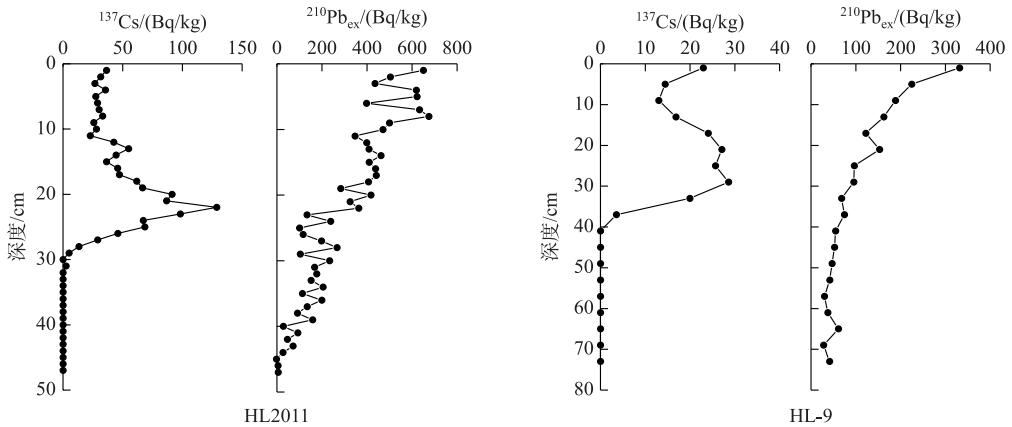 ¹³⁷Cs/(Bq/kg)
0 50 100 150
²¹⁰Pbₑₓ/(Bq/kg)
0 200 400 600 800
深度/cm
0
10
20
30
40
50
HL2011
¹³⁷Cs/(Bq/kg)
0 10 20 30 40
²¹⁰Pbₑₓ/(Bq/kg)
0 100 200 300 400
深度/cm
0
10
20
30
40
50
60
70
80
HL-9